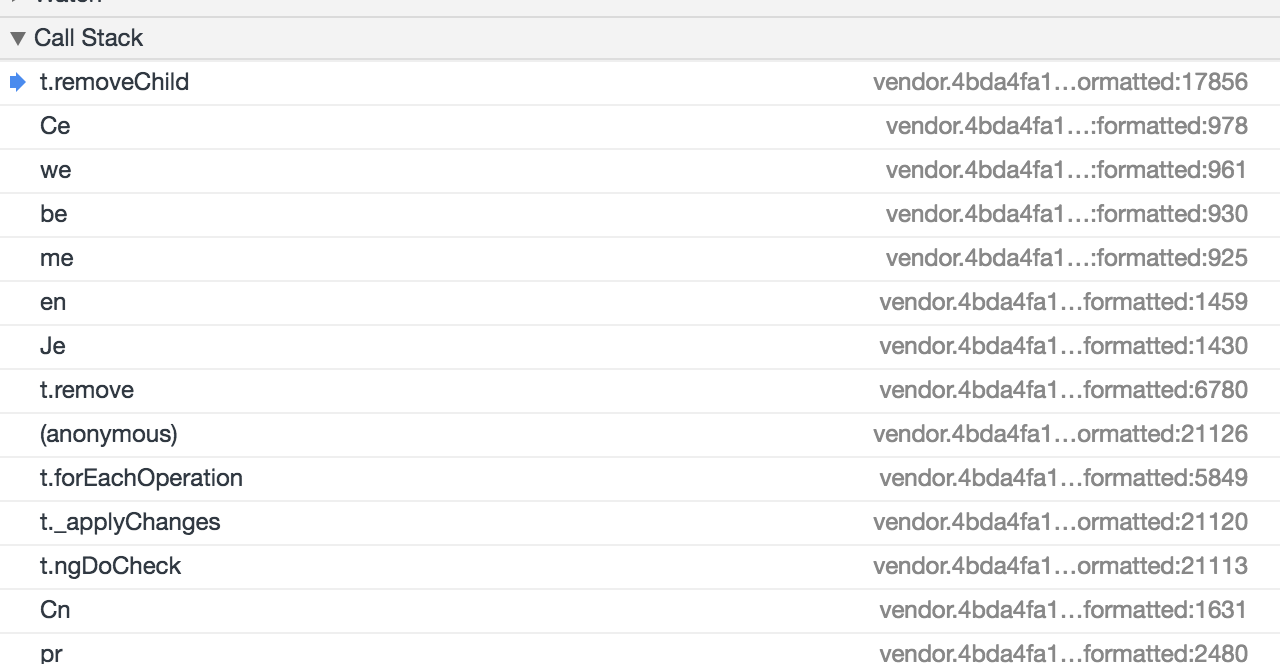 Watch
Call Stack
t.removeChild vendor.4bda4fa1…ormatted:17856
Ce vendor.4bda4fa1…:formatted:978
we vendor.4bda4fa1…:formatted:961
be vendor.4bda4fa1…:formatted:930
me vendor.4bda4fa1…:formatted:925
en vendor.4bda4fa1…formatted:1459
Je vendor.4bda4fa1…formatted:1430
t.remove vendor.4bda4fa1…formatted:6780
(anonymous) vendor.4bda4fa1…ormatted:21126
t.forEachOperation vendor.4bda4fa1…formatted:5849
t._applyChanges vendor.4bda4fa1…ormatted:21120
t.ngDoCheck vendor.4bda4fa1…ormatted:21113
Cn vendor.4bda4fa1…formatted:1631
pr vendor.4bda4fa1…formatted:2480